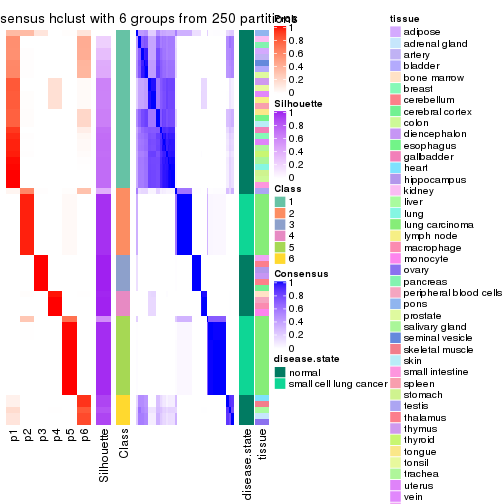 sensus hclust with 6 groups from 250 partitions
Prob
1
0.8
0.6
0.4
0.2
0
Silhouette
1
0.8
0.6
0.4
0.2
0
Class
1
2
3
4
5
6
Consensus
1
0.8
0.6
0.4
0.2
0
disease.state
normal
small cell lung cancer
tissue
adipose
adrenal gland
artery
bladder
bone marrow
breast
cerebellum
cerebral cortex
colon
diencephalon
esophagus
galbadder
heart
hippocampus
kidney
liver
lung
lung carcinoma
lymph node
macrophage
monocyte
ovary
pancreas
peripheral blood cells
pons
prostate
salivary gland
seminal vesicle
skeletal muscle
skin
small intestine
spleen
stomach
testis
thalamus
thymus
thyroid
tongue
tonsil
trachea
uterus
vein
p1
p2
p3
p4
p5
p6
Silhouette
Class
disease.state
tissue